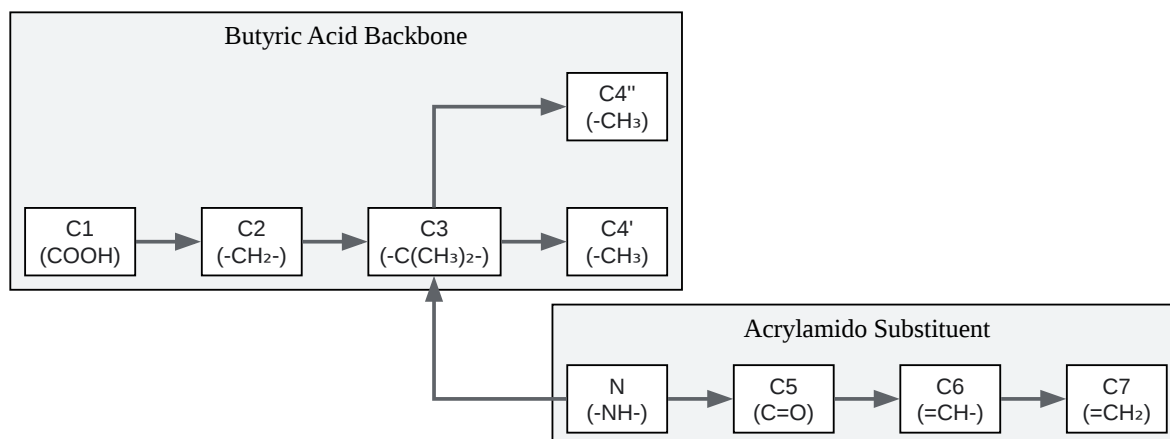 Butyric Acid Backbone
C4''
(-CH₃)
C1
(COOH)
C2
(-CH₂-)
C3
(-C(CH₃)₂-)
C4'
(-CH₃)
Acrylamido Substituent
N
(-NH-)
C5
(C=O)
C6
(=CH-)
C7
(=CH₂)